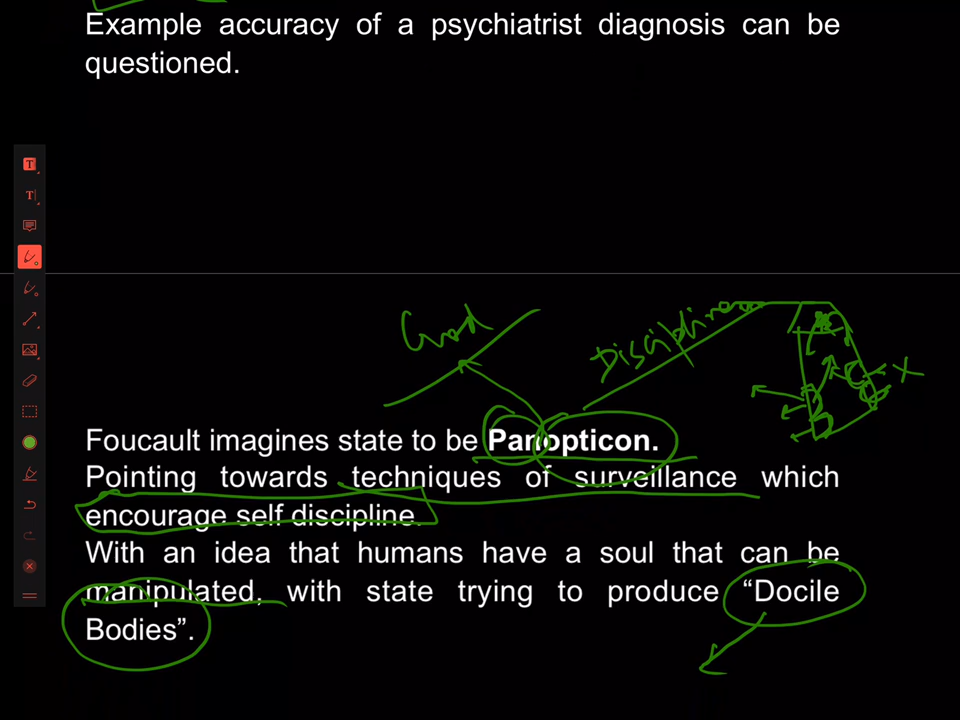 Example accuracy of a psychiatrist diagnosis can be
questioned.
God
Discipline
Foucault imagines state to be Panopticon.
Pointing towards techniques of surveillance which
encourage self discipline.
With an idea that humans have a soul that can be
manipulated, with state trying to produce “Docile
Bodies”.